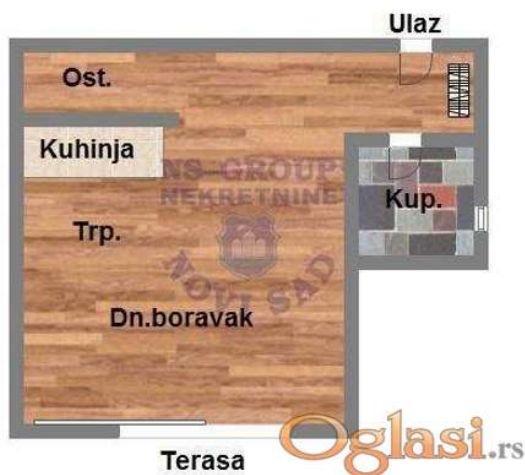 Ulaz
Ost.
Kuhinja
NS-GROUP
NEKRETNINE
Kup.
Trp.
NOVI SAD
Dn.boravak
Oglasi.rs
Terasa